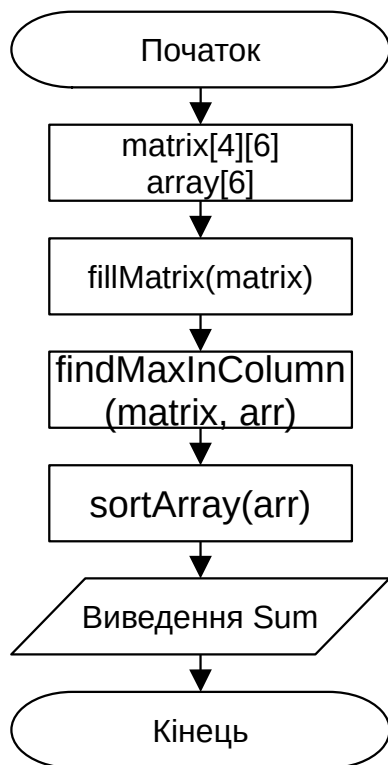 Початок
matrix[4][6]
array[6]
fillMatrix(matrix)
findMaxInColumn
(matrix, arr)
sortArray(arr)
Виведення Sum
Кінець